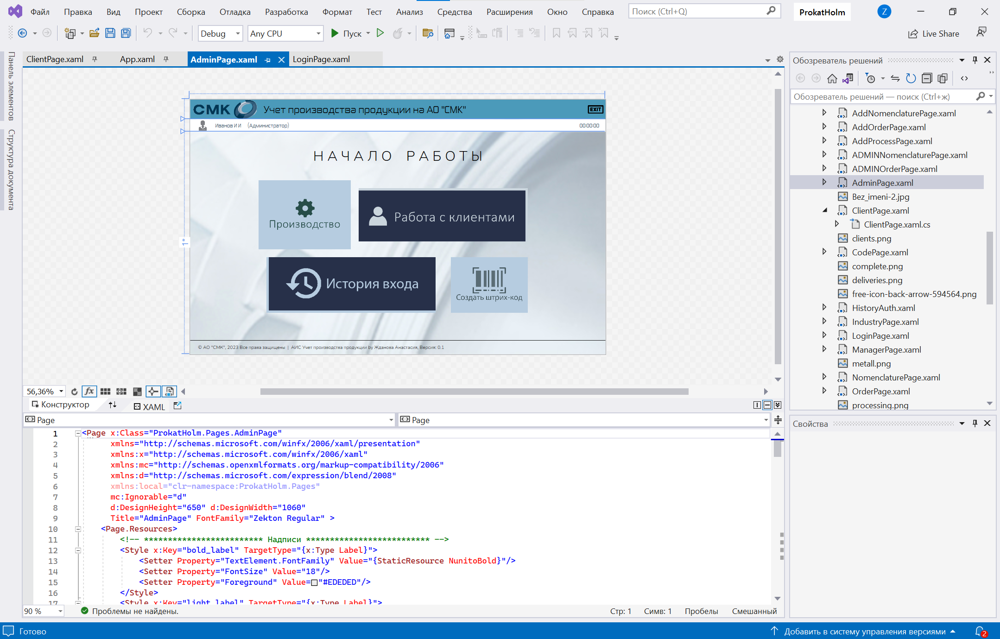 Файл Правка Вид Проект Сборка Отладка Разработка Формат Тест Анализ Средства Расширения Окно Справка Поиск (Ctrl+Q) ProkatHolm Z
Debug Any CPU Пуск Live Share
Панель элементов
Структура документа
ClientPage.xaml App.xaml AdminPage.xaml LoginPage.xaml
СМК Учет производства продукции на АО "СМК" EXIT
Иванов И И (Администратор) 00:00:00
НАЧАЛО РАБОТЫ
Производство
Работа с клиентами
История входа
Создать штрих-код
© АО "СМК", 2023 Все права защищены | АИС Учет производства продукции by Жданова Анастасия, Версия: 0.1
1*
56,36% fx
Конструктор XAML
Page Page
1 <Page x:Class="ProkatHolm.Pages.AdminPage"
2 xmlns="http://schemas.microsoft.com/winfx/2006/xaml/presentation"
3 xmlns:x="http://schemas.microsoft.com/winfx/2006/xaml"
4 xmlns:mc="http://schemas.openxmlformats.org/markup-compatibility/2006"
5 xmlns:d="http://schemas.microsoft.com/expression/blend/2008"
6 xmlns:local="clr-namespace:ProkatHolm.Pages"
7 mc:Ignorable="d"
8 d:DesignHeight="650" d:DesignWidth="1060"
9 Title="AdminPage" FontFamily="Zekton Regular" >
10 <Page.Resources>
11 <!-- ************************* Надписи ************************** -->
12 <Style x:Key="bold_label" TargetType="{x:Type Label}">
13 <Setter Property="TextElement.FontFamily" Value="{StaticResource NunitoBold}"/>
14 <Setter Property="FontSize" Value="18"/>
15 <Setter Property="Foreground" Value="#EDEDED"/>
16 </Style>
17 <Style x:Key="light_label" TargetType="{x:Type Label}">
90 % Проблемы не найдены. Стр: 1 Симв: 1 Пробелы Смешанный
Обозреватель решений
Обозреватель решений — поиск (Ctrl+ж)
AddNomenclaturePage.xaml
AddOrderPage.xaml
AddProcessPage.xaml
ADMINNomenclaturePage.xaml
ADMINOrderPage.xaml
AdminPage.xaml
Bez_imeni-2.jpg
ClientPage.xaml
ClientPage.xaml.cs
clients.png
CodePage.xaml
complete.png
deliveries.png
free-icon-back-arrow-594564.png
HistoryAuth.xaml
IndustryPage.xaml
LoginPage.xaml
ManagerPage.xaml
metall.png
NomenclaturePage.xaml
OrderPage.xaml
processing.png
Свойства
Готово Добавить в систему управления версиями 2